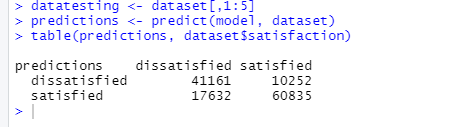 > datatesting <- dataset[,1:5]
> predictions <- predict(model, dataset)
> table(predictions, dataset$satisfaction)
predictions dissatisfied satisfied
dissatisfied 41161 10252
satisfied 17632 60835
>